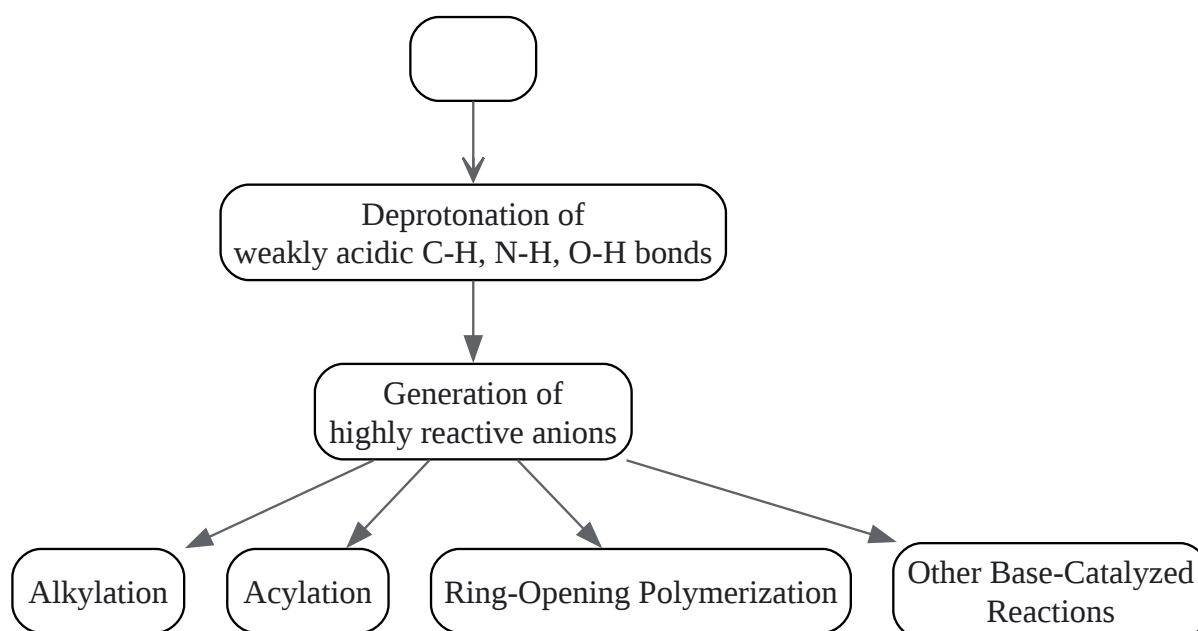 Deprotonation of
weakly acidic C-H, N-H, O-H bonds
Generation of
highly reactive anions
Alkylation
Acylation
Ring-Opening Polymerization
Other Base-Catalyzed
Reactions